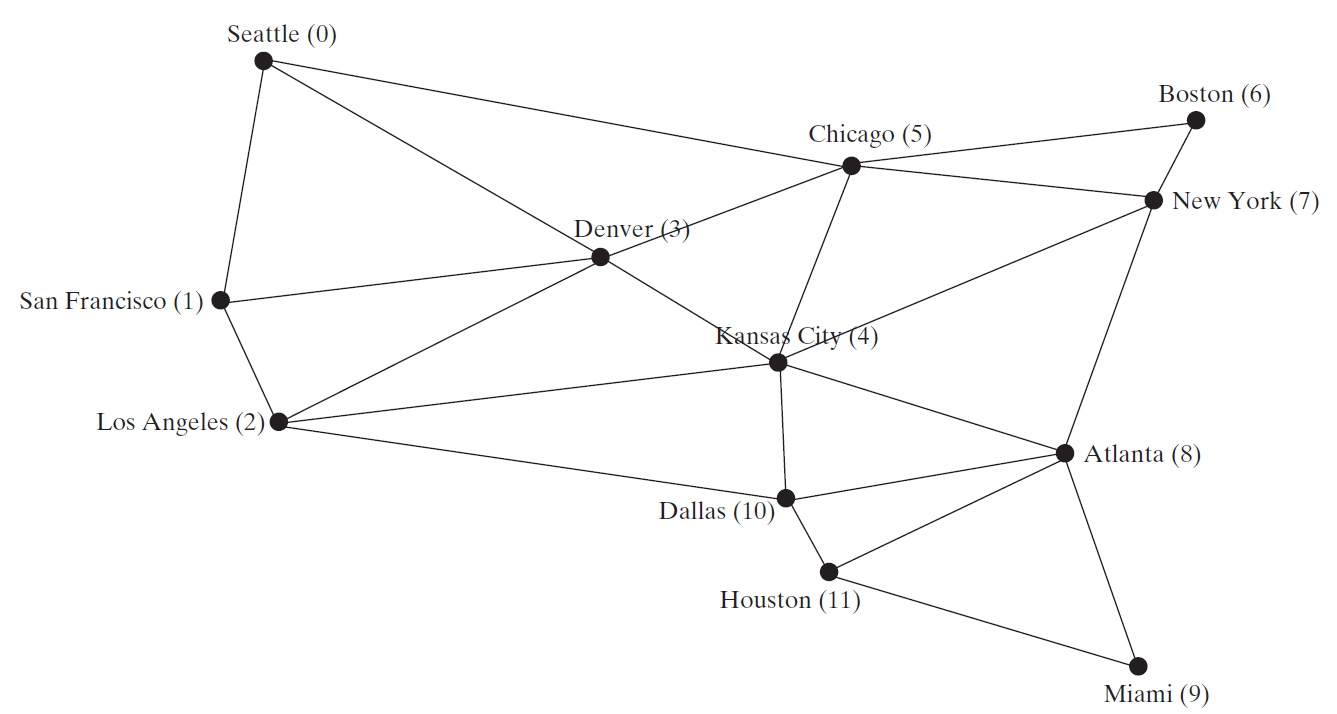 Seattle (0)
Boston (6)
Chicago (5)
New York (7)
Denver (3)
San Francisco (1)
Kansas City (4)
Los Angeles (2)
Atlanta (8)
Dallas (10)
Houston (11)
Miami (9)